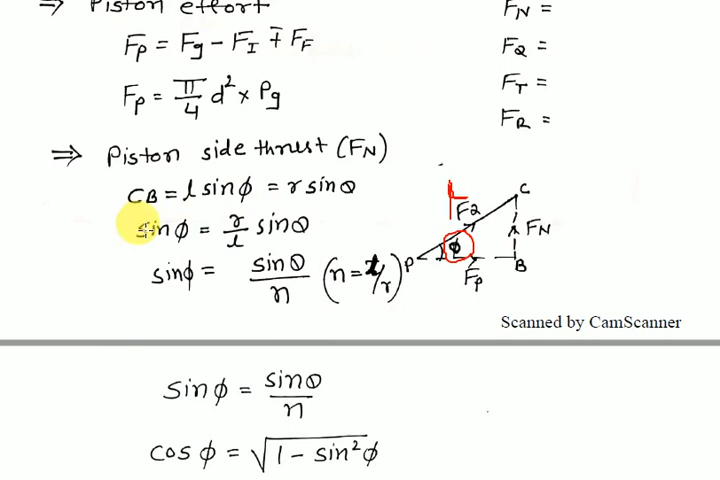 ⇒ Piston effort
Fp = Fg - FI ∓ FF
Fp = π/4 d² × Pg
FN =
FQ =
FT =
FR =
⇒ Piston side thrust (FN)
CB = l sinϕ = r sinθ
sinϕ = r/l sinθ
sinϕ = sinθ/n (n = l/r)
C
FQ
FN
P
ϕ
B
Fp
Scanned by CamScanner
sinϕ = sinθ/n
cosϕ = √1 - sin²ϕ